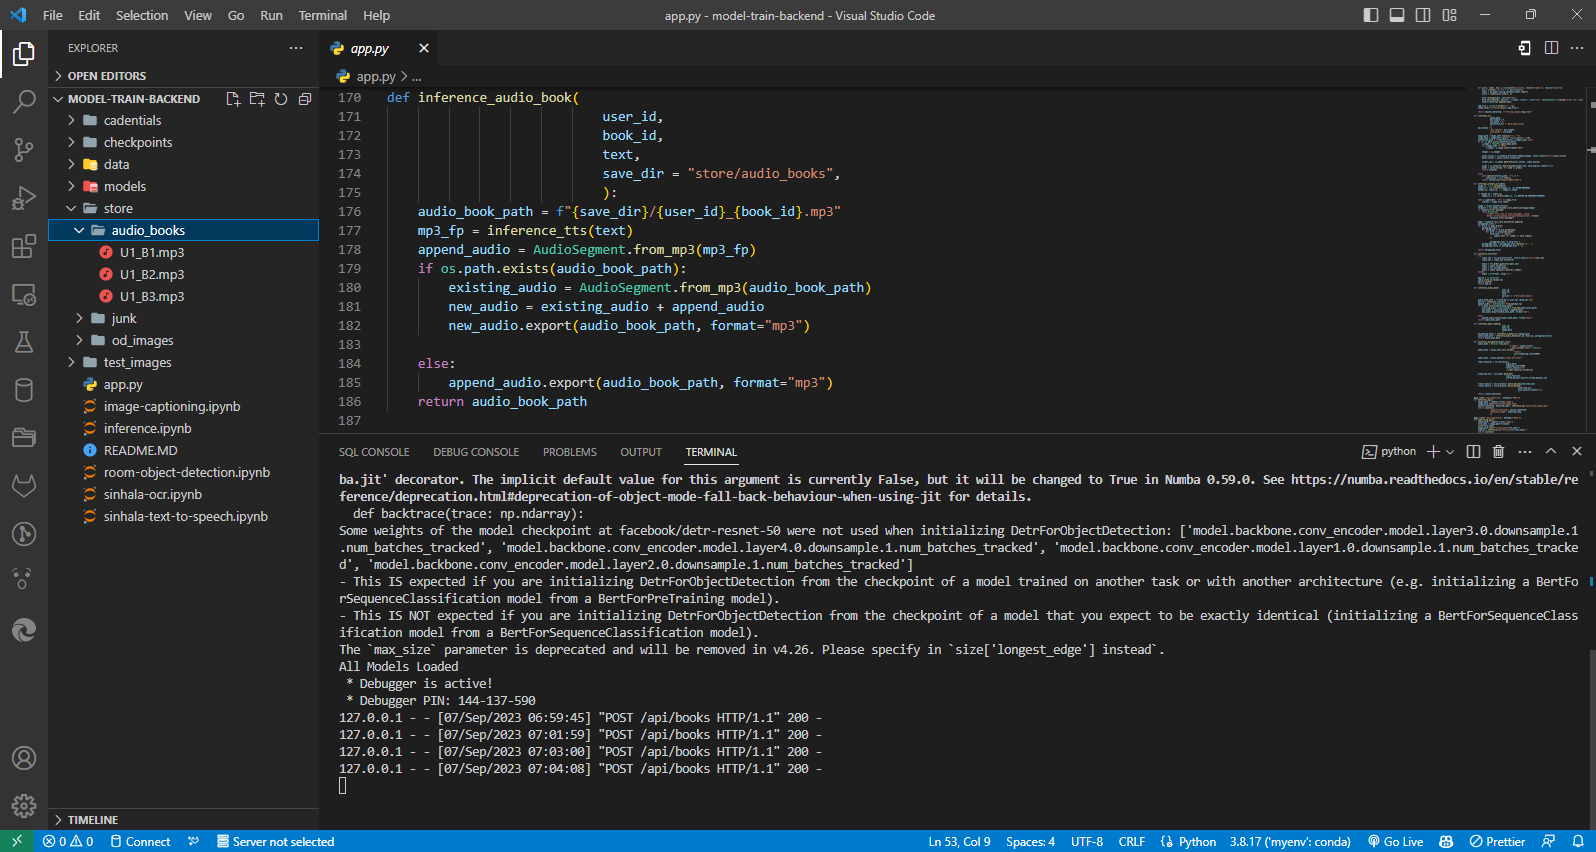 File Edit Selection View Go Run Terminal Help
app.py - model-train-backend - Visual Studio Code
EXPLORER
OPEN EDITORS
MODEL-TRAIN-BACKEND
cadentials
checkpoints
data
models
store
audio_books
U1_B1.mp3
U1_B2.mp3
U1_B3.mp3
junk
od_images
test_images
app.py
image-captioning.ipynb
inference.ipynb
README.MD
room-object-detection.ipynb
sinhala-ocr.ipynb
sinhala-text-to-speech.ipynb
TIMELINE
app.py
app.py > ...
170 def inference_audio_book(
171 user_id,
172 book_id,
173 text,
174 save_dir = "store/audio_books",
175 ):
176 audio_book_path = f"{save_dir}/{user_id}_{book_id}.mp3"
177 mp3_fp = inference_tts(text)
178 append_audio = AudioSegment.from_mp3(mp3_fp)
179 if os.path.exists(audio_book_path):
180 existing_audio = AudioSegment.from_mp3(audio_book_path)
181 new_audio = existing_audio + append_audio
182 new_audio.export(audio_book_path, format="mp3")
183
184 else:
185 append_audio.export(audio_book_path, format="mp3")
186 return audio_book_path
187
SQL CONSOLE DEBUG CONSOLE PROBLEMS OUTPUT TERMINAL
python
ba.jit' decorator. The implicit default value for this argument is currently False, but it will be changed to True in Numba 0.59.0. See https://numba.readthedocs.io/en/stable/re
ference/deprecation.html#deprecation-of-object-mode-fall-back-behaviour-when-using-jit for details.
def backtrace(trace: np.ndarray):
Some weights of the model checkpoint at facebook/detr-resnet-50 were not used when initializing DetrForObjectDetection: ['model.backbone.conv_encoder.model.layer3.0.downsample.1
.num_batches_tracked', 'model.backbone.conv_encoder.model.layer4.0.downsample.1.num_batches_tracked', 'model.backbone.conv_encoder.model.layer1.0.downsample.1.num_batches_tracke
d', 'model.backbone.conv_encoder.model.layer2.0.downsample.1.num_batches_tracked']
- This IS expected if you are initializing DetrForObjectDetection from the checkpoint of a model trained on another task or with another architecture (e.g. initializing a BertFo
rSequenceClassification model from a BertForPreTraining model).
- This IS NOT expected if you are initializing DetrForObjectDetection from the checkpoint of a model that you expect to be exactly identical (initializing a BertForSequenceClass
ification model from a BertForSequenceClassification model).
The `max_size` parameter is deprecated and will be removed in v4.26. Please specify in `size['longest_edge'] instead`.
All Models Loaded
* Debugger is active!
* Debugger PIN: 144-137-590
127.0.0.1 - - [07/Sep/2023 06:59:45] "POST /api/books HTTP/1.1" 200 -
127.0.0.1 - - [07/Sep/2023 07:01:59] "POST /api/books HTTP/1.1" 200 -
127.0.0.1 - - [07/Sep/2023 07:03:00] "POST /api/books HTTP/1.1" 200 -
127.0.0.1 - - [07/Sep/2023 07:04:08] "POST /api/books HTTP/1.1" 200 -
0 0 Connect Server not selected Ln 53, Col 9 Spaces: 4 UTF-8 CRLF Python 3.8.17 ('myenv': conda) Go Live Prettier